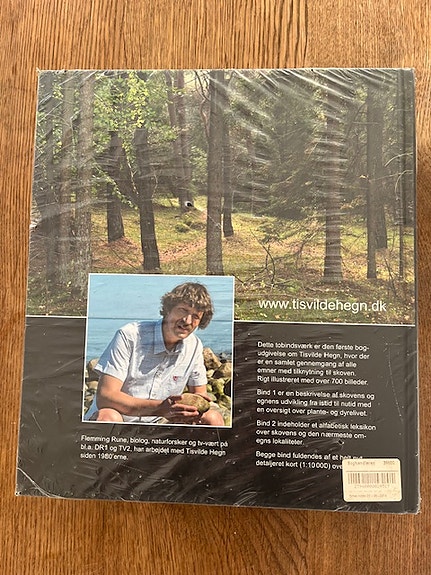 www.tisvildehegn.dk
Dette tobindsværk er den første bog-
udgivelse om Tisvilde Hegn, hvor der
er en samlet gennemgang af alle
emner med tilknytning til skoven.
Rigt illustreret med over 700 billeder.
Bind 1 er en beskrivelse af skovens og
egnens udvikling fra istid til nutid med
en oversigt over plante- og dyrelivet.
Bind 2 indeholder et alfabetisk leksikon
over skovens og den nærmeste om-
egns lokaliteter.
Begge bind fuldendes af et helt nyt
detaljeret kort (1:10 000) over
Flemming Rune, biolog, naturforsker og tv-vært på
bl.a. DR1 og TV2, har arbejdet med Tisvilde Hegn
siden 1980'erne.